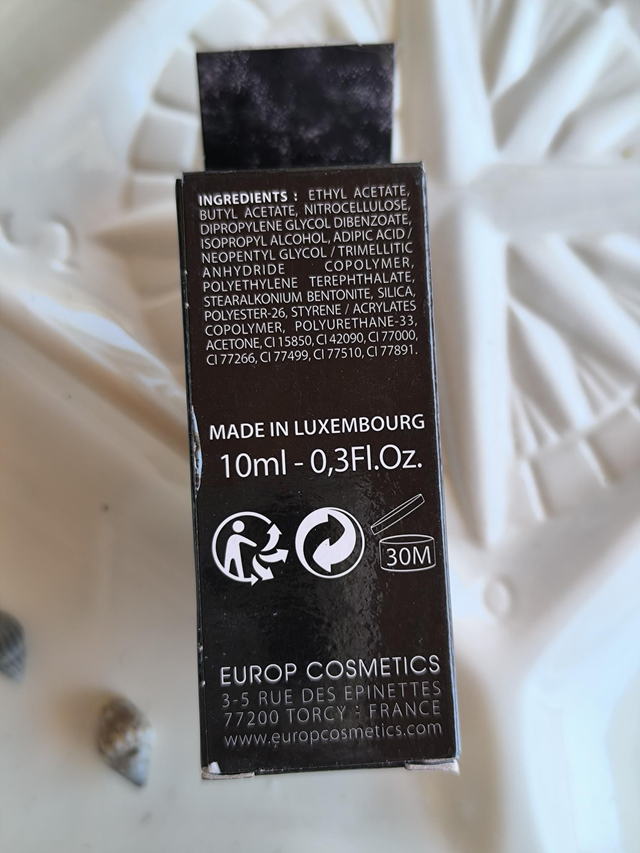 INGREDIENTS : ETHYL ACETATE,
BUTYL ACETATE, NITROCELLULOSE,
DIPROPYLENE GLYCOL DIBENZOATE,
ISOPROPYL ALCOHOL, ADIPIC ACID /
NEOPENTYL GLYCOL / TRIMELLITIC
ANHYDRIDE COPOLYMER,
POLYETHYLENE TEREPHTHALATE,
STEARALKONIUM BENTONITE, SILICA,
POLYESTER-26, STYRENE / ACRYLATES
COPOLYMER, POLYURETHANE-33,
ACETONE, CI 15850, CI 42090, CI 77000,
CI 77266, CI 77499, CI 77510, CI 77891.
MADE IN LUXEMBOURG
10ml - 0,3Fl.Oz.
30M
EUROP COSMETICS
3-5 RUE DES EPINETTES
77200 TORCY : FRANCE
www.europcosmetics.com